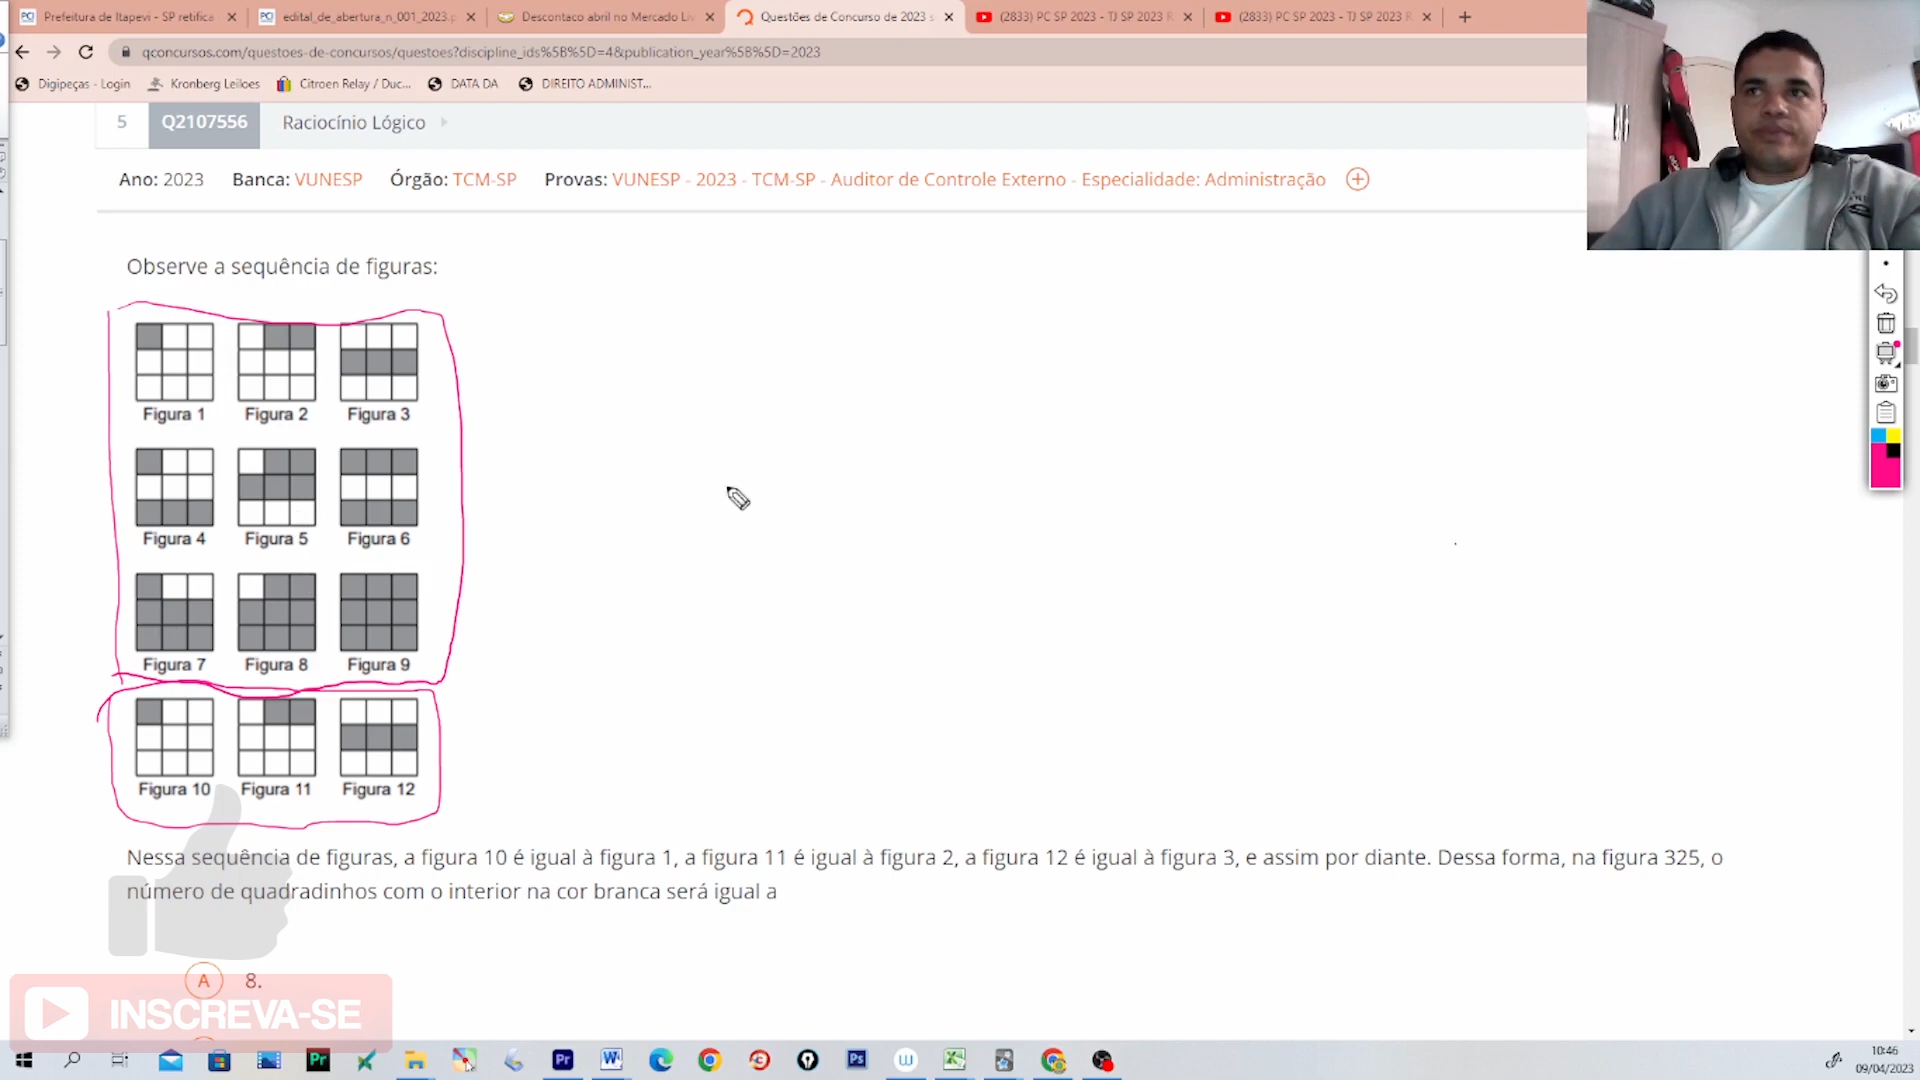 Prefeitura de Itapevi - SP retifica
edital_de_abertura_n_001_2023.p
Descontaco abril no Mercado Liv
Questões de Concurso de 2023 s
(2833) PC SP 2023 - TJ SP 2023 R
(2833) PC SP 2023 - TJ SP 2023 R
qconcursos.com/questoes-de-concursos/questoes?discipline_ids%5B%5D=4&publication_year%5B%5D=2023
Digipeças - Login
Kronberg Leiloes
Citroen Relay / Duc...
DATA DA
DIREITO ADMINIST...
5 Q2107556 Raciocínio Lógico
Ano: 2023 Banca: VUNESP Órgão: TCM-SP Provas: VUNESP - 2023 - TCM-SP - Auditor de Controle Externo - Especialidade: Administração
Observe a sequência de figuras:
Figura 1 Figura 2 Figura 3
Figura 4 Figura 5 Figura 6
Figura 7 Figura 8 Figura 9
Figura 10 Figura 11 Figura 12
Nessa sequência de figuras, a figura 10 é igual à figura 1, a figura 11 é igual à figura 2, a figura 12 é igual à figura 3, e assim por diante. Dessa forma, na figura 325, o
número de quadradinhos com o interior na cor branca será igual a
A 8.
INSCREVA-SE
10:46
09/04/2023